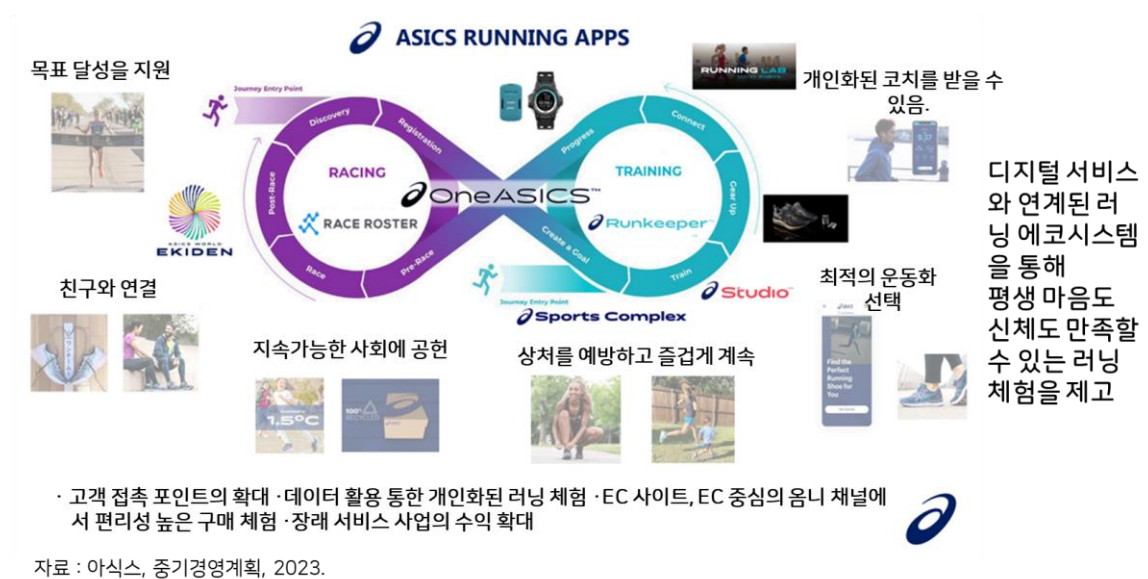 ASICS RUNNING APPS
목표 달성을 지원
Journey Entry Point
Discovery
Registration
Post-Race
RACING
RACE ROSTER
Race
Pre-Race
OneASICS™
Progress
Connect
TRAINING
Runkeeper™
Gear Up
Create a Goal
Train
Journey Entry Point
RUNNING LAB
개인화된 코치를 받을 수
있음.
ASICS WORLD
EKIDEN
Studio™
Sports Complex
친구와 연결
지속가능한 사회에 공헌
1.5°C
100%
RECYCLED
상처를 예방하고 즐겁게 계속
최적의 운동화
선택
Find the
Perfect
Running
Shoe for
You
디지털 서비스
와 연계된 러
닝 에코시스템
을 통해
평생 마음도
신체도 만족할
수 있는 러닝
체험을 제고
· 고객 접촉 포인트의 확대 ·데이터 활용 통한 개인화된 러닝 체험 ·EC 사이트, EC 중심의 옴니 채널에
서 편리성 높은 구매 체험 ·장래 서비스 사업의 수익 확대
자료 : 아식스, 중기경영계획, 2023.